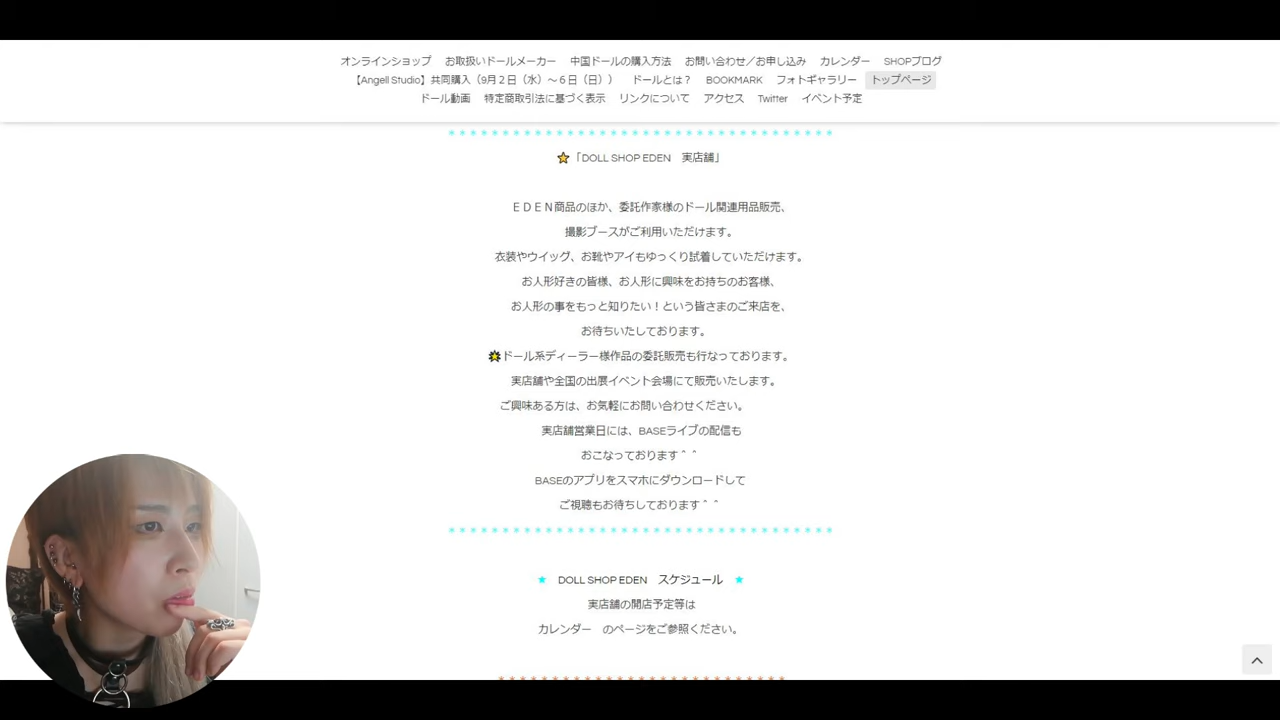 オンラインショップ お取扱いドールメーカー 中国ドールの購入方法 お問い合わせ／お申し込み カレンダー SHOPブログ
【Angell Studio】共同購入（9月２日（水）～６日（日）） ドールとは？ BOOKMARK フォトギャラリー トップページ
ドール動画 特定商取引法に基づく表示 リンクについて アクセス Twitter イベント予定
「DOLL SHOP EDEN　実店舗」
ＥＤＥＮ商品のほか、委託作家様のドール関連用品販売、
撮影ブースがご利用いただけます。
衣装やウイッグ、お靴やアイもゆっくり試着していただけます。
お人形好きの皆様、お人形に興味をお持ちのお客様、
お人形の事をもっと知りたい！という皆さまのご来店を、
お待ちいたしております。
ドール系ディーラー様作品の委託販売も行なっております。
実店舗や全国の出展イベント会場にて販売いたします。
ご興味ある方は、お気軽にお問い合わせください。
実店舗営業日には、BASEライブの配信も
おこなっております＾＾
BASEのアプリをスマホにダウンロードして
ご視聴もお待ちしております＾＾
★　DOLL SHOP EDEN　スケジュール　★
実店舗の開店予定等は
カレンダー　のページをご参照ください。